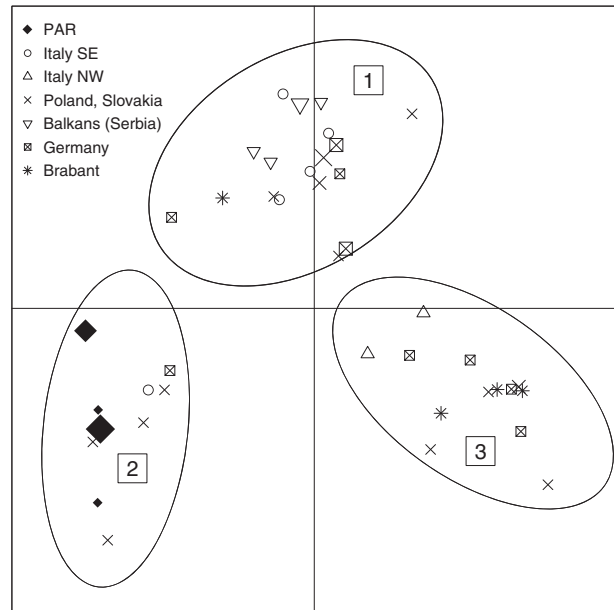 PAR
Italy SE
Italy NW
Poland, Slovakia
Balkans (Serbia)
Germany
Brabant
1
2
3